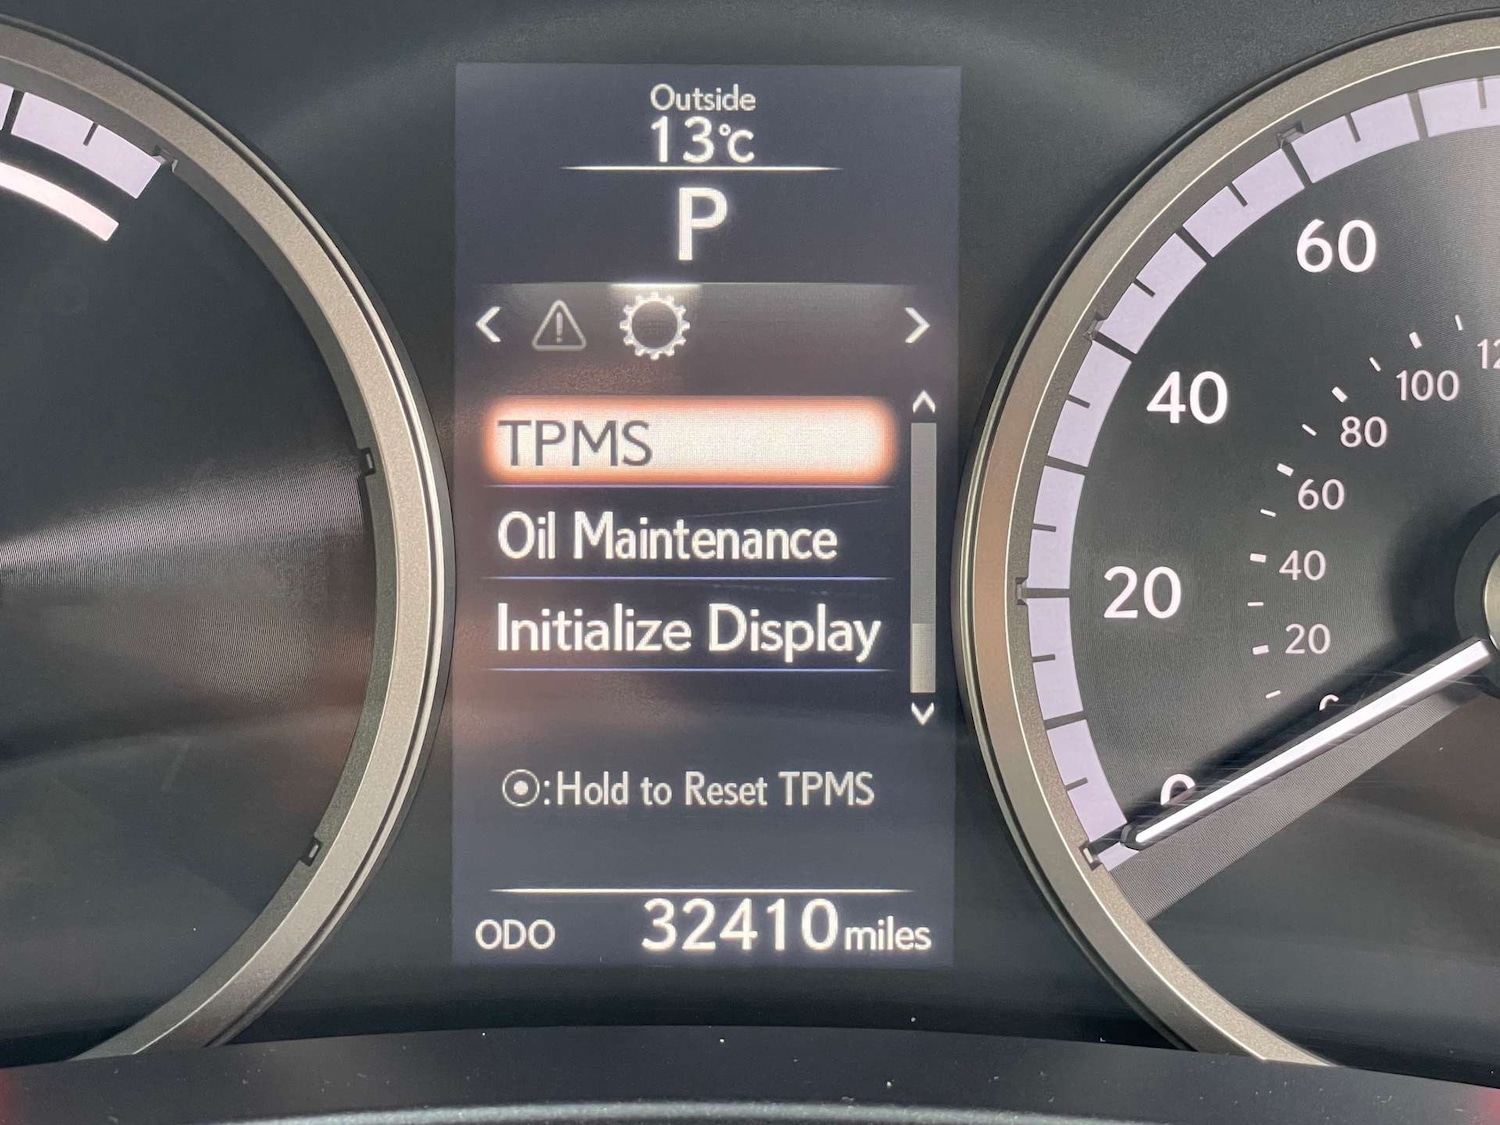 Outside
13°C
P
TPMS
Oil Maintenance
Initialize Display
:Hold to Reset TPMS
ODO 32410 miles
60
40
20
0
100
80
60
40
20